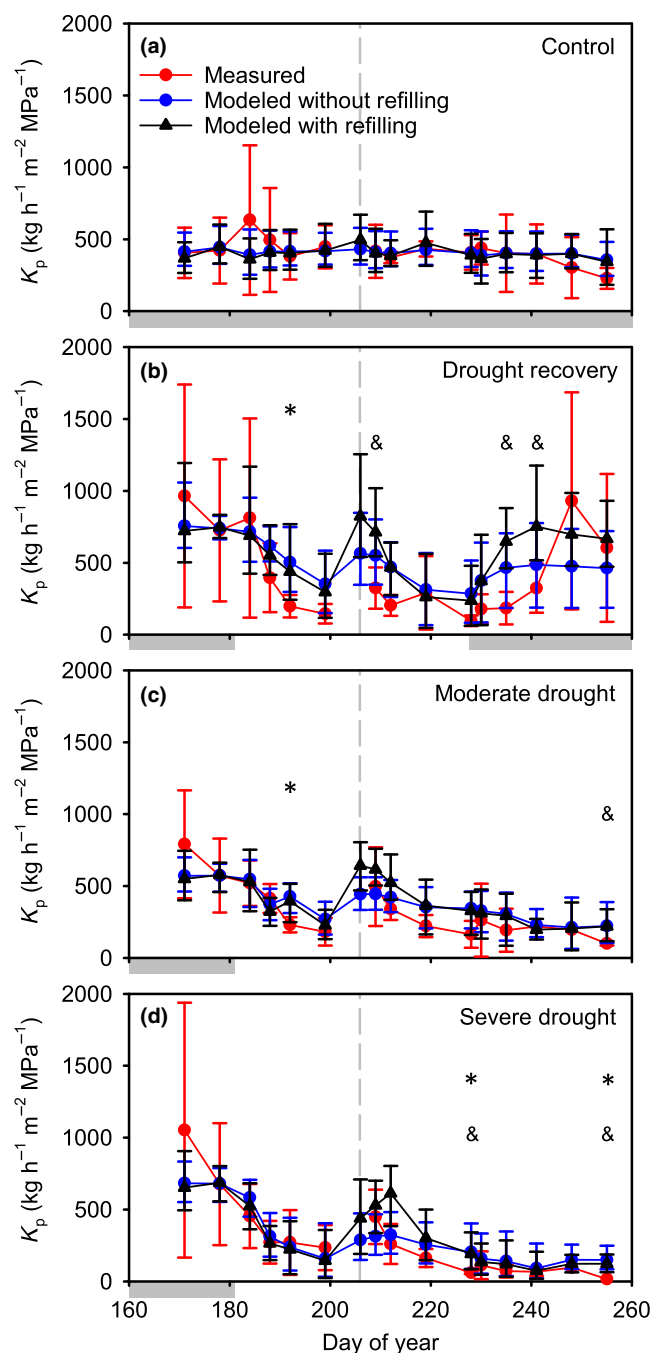 2000
(a)
Control
Measured
1500
Modeled without refilling
Modeled with refilling
1000
500
0
Kp (kg h−1 m−2 MPa−1)
2000
(b)
Drought recovery
1500
*
&
&
&
1000
500
0
Kp (kg h−1 m−2 MPa−1)
2000
(c)
Moderate drought
1500
*
1000
&
500
0
Kp (kg h−1 m−2 MPa−1)
2000
(d)
Severe drought
1500
*
*
1000
&
&
500
0
Kp (kg h−1 m−2 MPa−1)
160
180
200
220
240
260
Day of year